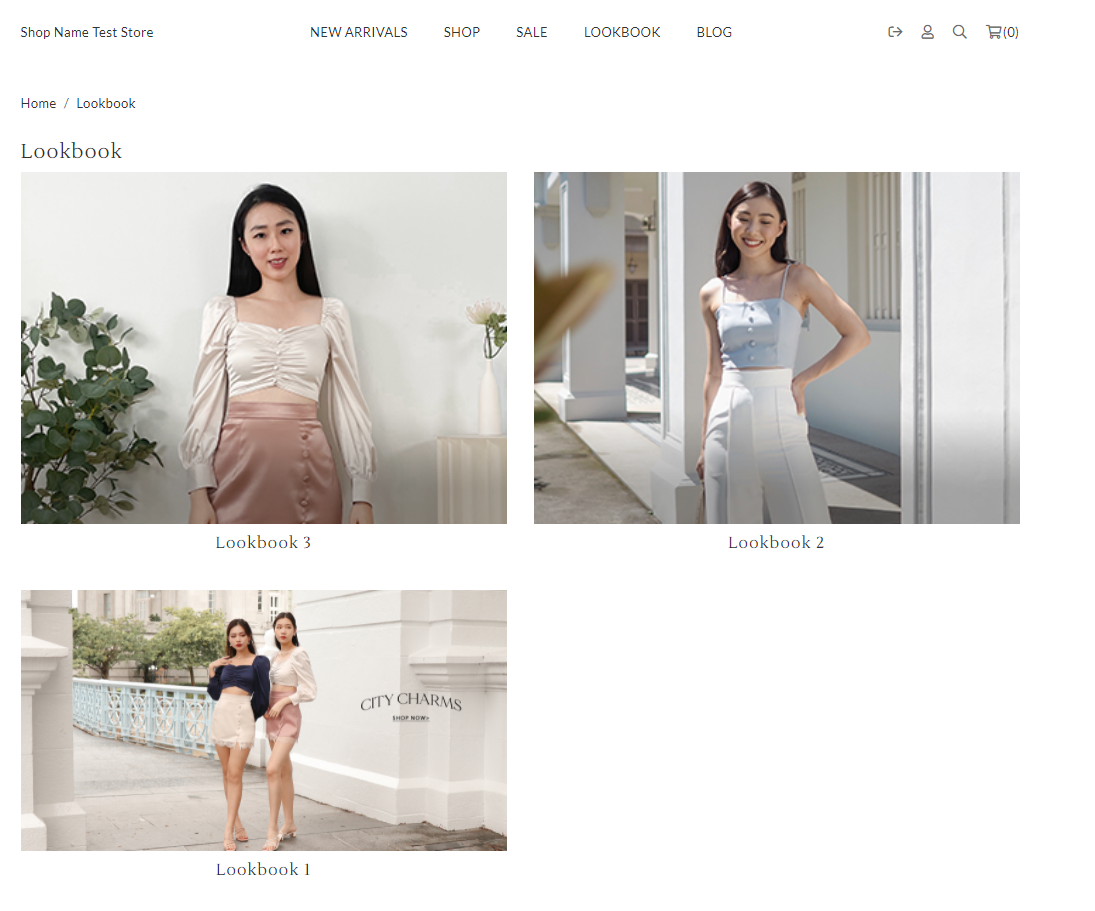 Shop Name Test Store NEW ARRIVALS SHOP SALE LOOKBOOK BLOG (0)
Home / Lookbook
Lookbook
Lookbook 3
Lookbook 2
CITY CHARMS
SHOP NOW>
Lookbook 1